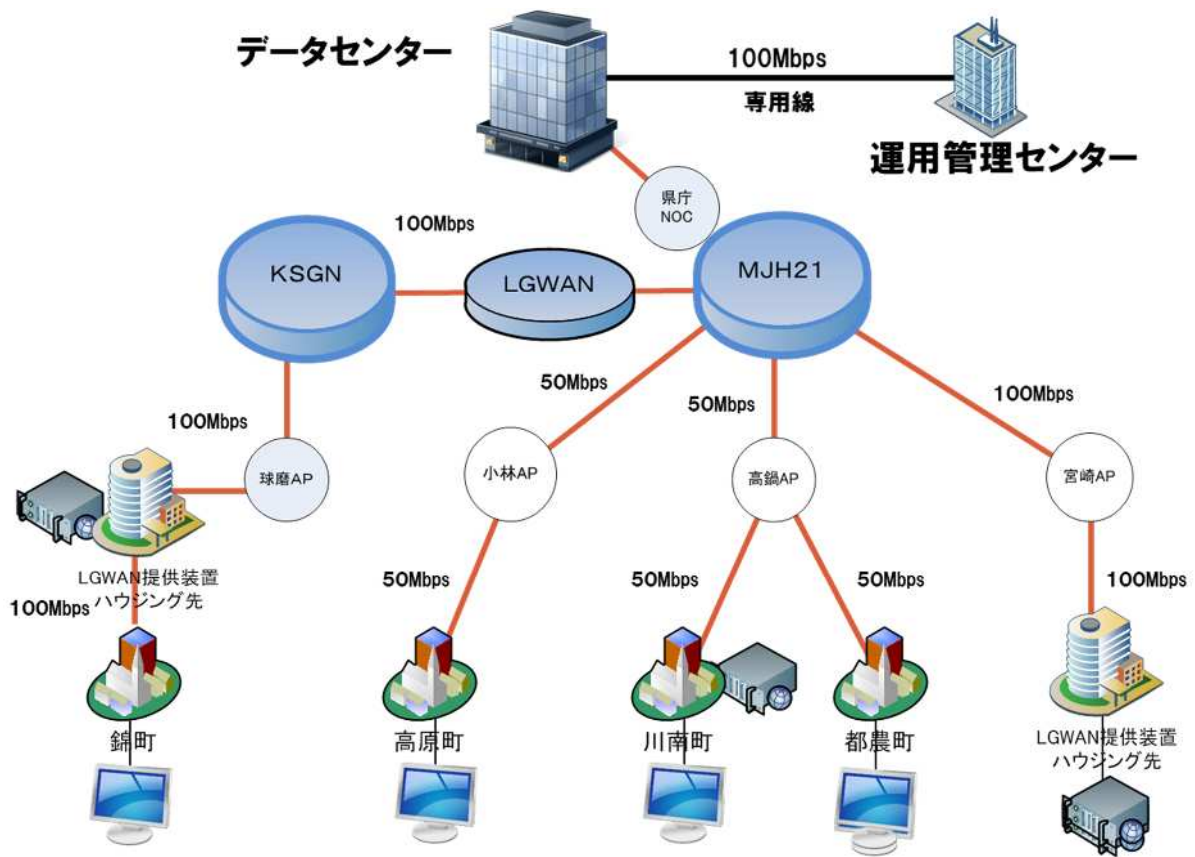 データセンター
100Mbps
専用線
運用管理センター
県庁
NOC
100Mbps
KSGN
LGWAN
MJH21
50Mbps
50Mbps
100Mbps
100Mbps
球磨AP
小林AP
高鍋AP
宮崎AP
LGWAN提供装置
ハウジング先
100Mbps
50Mbps
50Mbps
50Mbps
100Mbps
錦町
高原町
川南町
都農町
LGWAN提供装置
ハウジング先